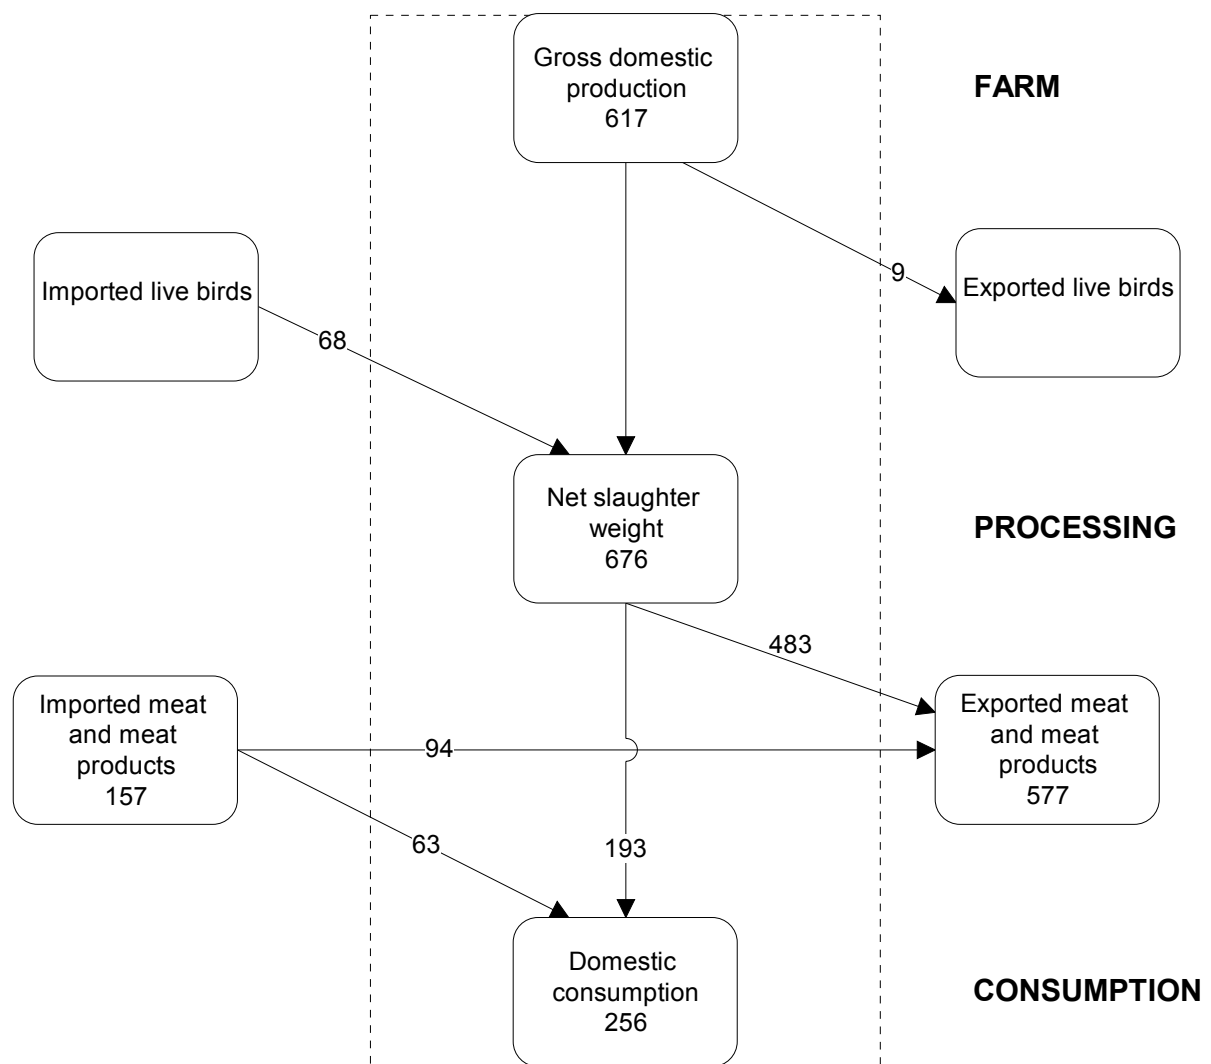 Gross domestic
production
617
FARM
Imported live birds
9
Exported live birds
68
Net slaughter
weight
676
PROCESSING
483
Imported meat
and meat
products
157
94
Exported meat
and meat
products
577
63
193
Domestic
consumption
256
CONSUMPTION